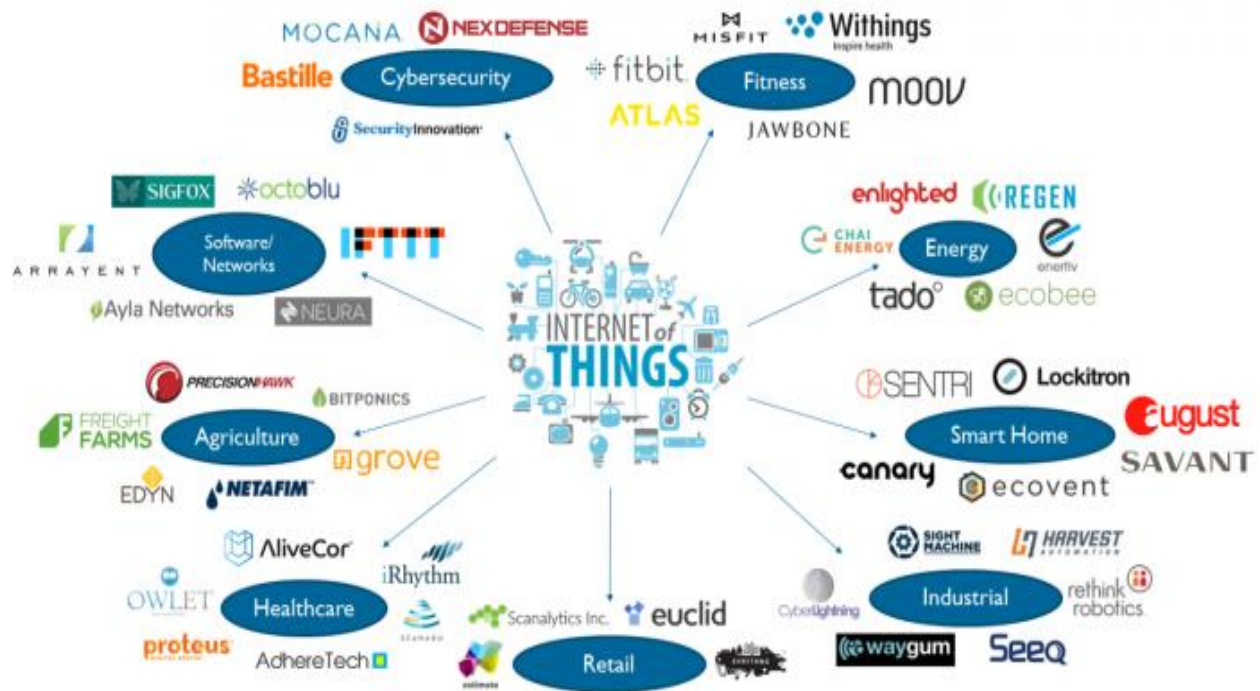 MOCANA
NEXDEFENSE
Bastille
Cybersecurity
SecurityInnovation
MISFIT
Withings
Inspire health
fitbit
Fitness
moov
ATLAS
JAWBONE
SIGFOX
octoblu
ARRAYENT
Software/
Networks
IFTTT
Ayla Networks
NEURA
enlighted
REGEN
CHAI
ENERGY
Energy
enertiv
tado°
ecobee
INTERNET of
THINGS
PRECISIONHAWK
BITPONICS
FREIGHT
FARMS
Agriculture
grove
EDYN
NETAFIM™
SENTRI
Lockitron
august
Smart Home
SAVANT
canary
ecovent
AliveCor
iRhythm
OWLET
Healthcare
SCANADU
proteus
AdhereTech
Scanalytics Inc.
euclid
estimote
Retail
EVRYTHNG
SIGHT
MACHINE
HARVEST
AUTOMATION
CyberLightning
Industrial
rethink
robotics
waygum
Seeq